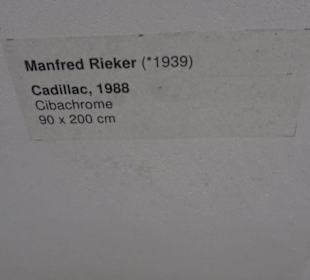 Manfred Rieker (*1939)
Cadillac, 1988
Cibachrome
90 x 200 cm